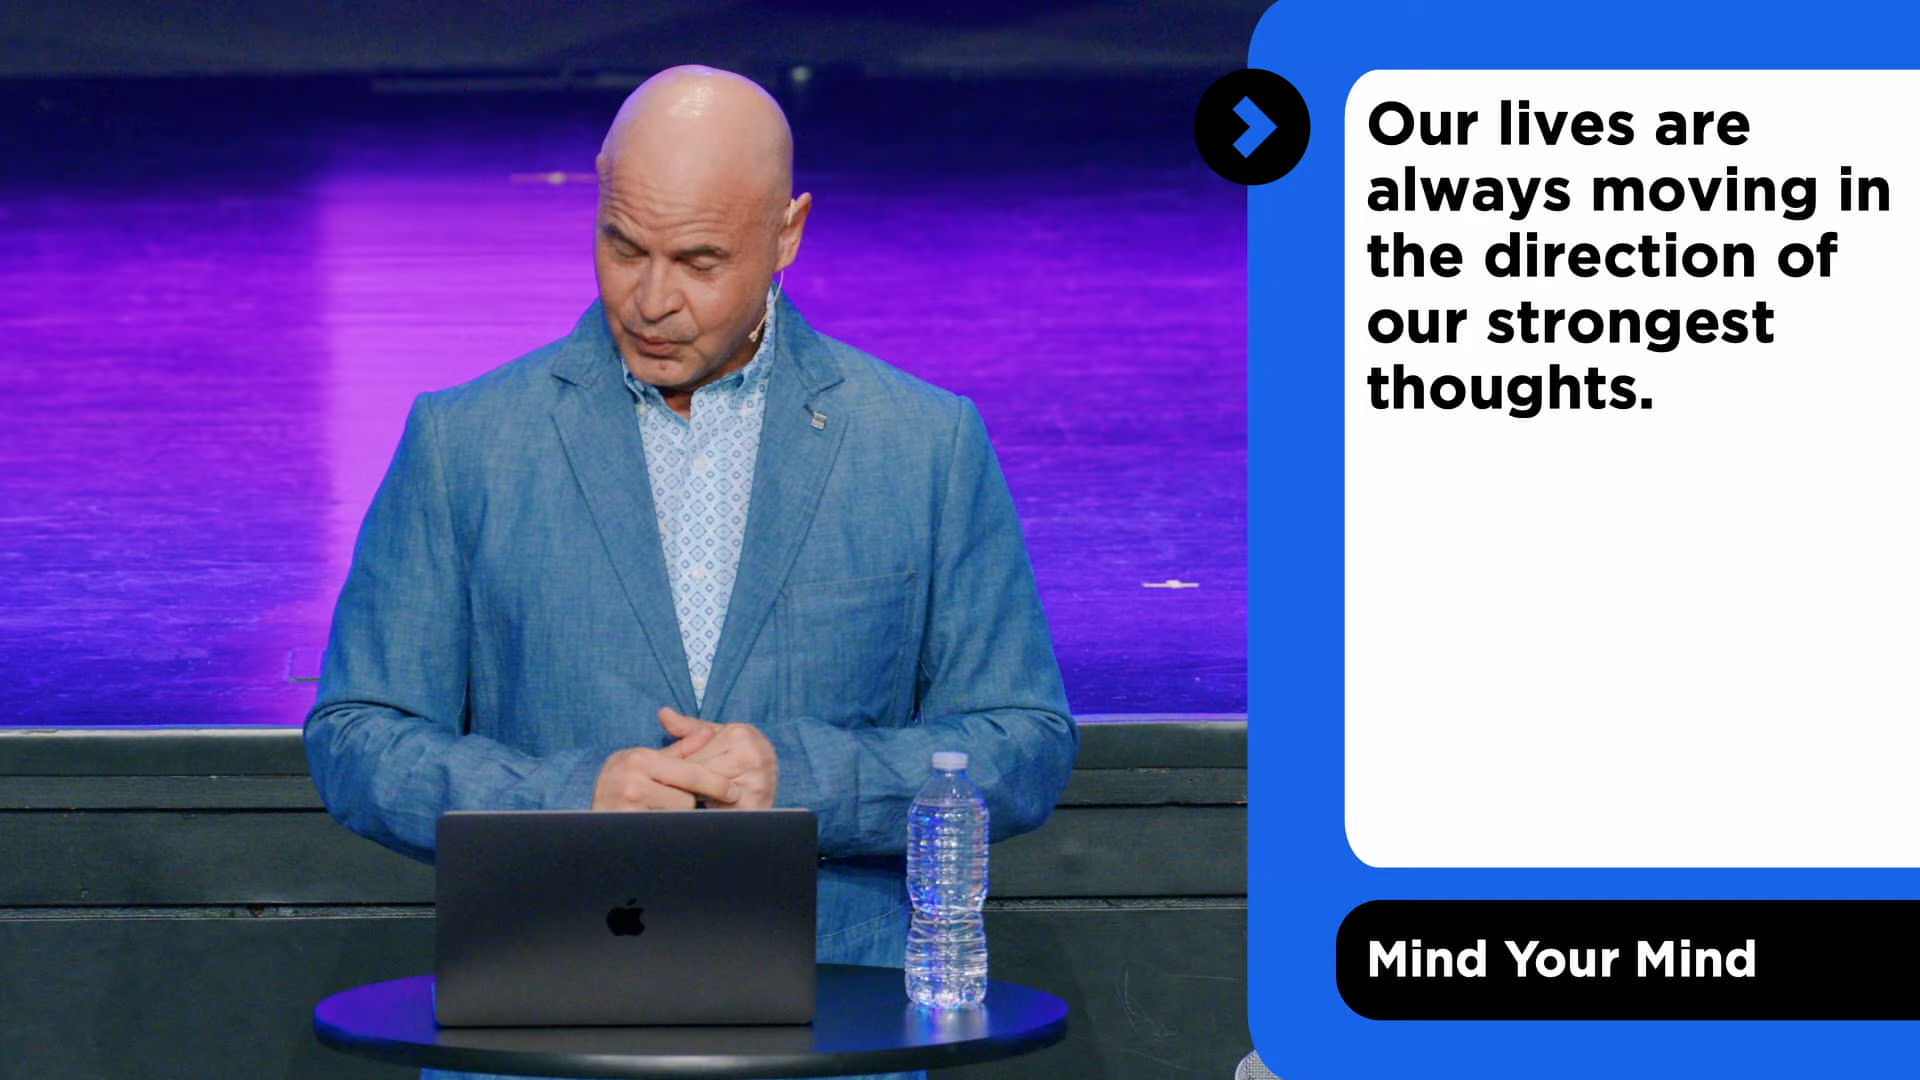 Our lives are
always moving in
the direction of
our strongest
thoughts.
Mind Your Mind